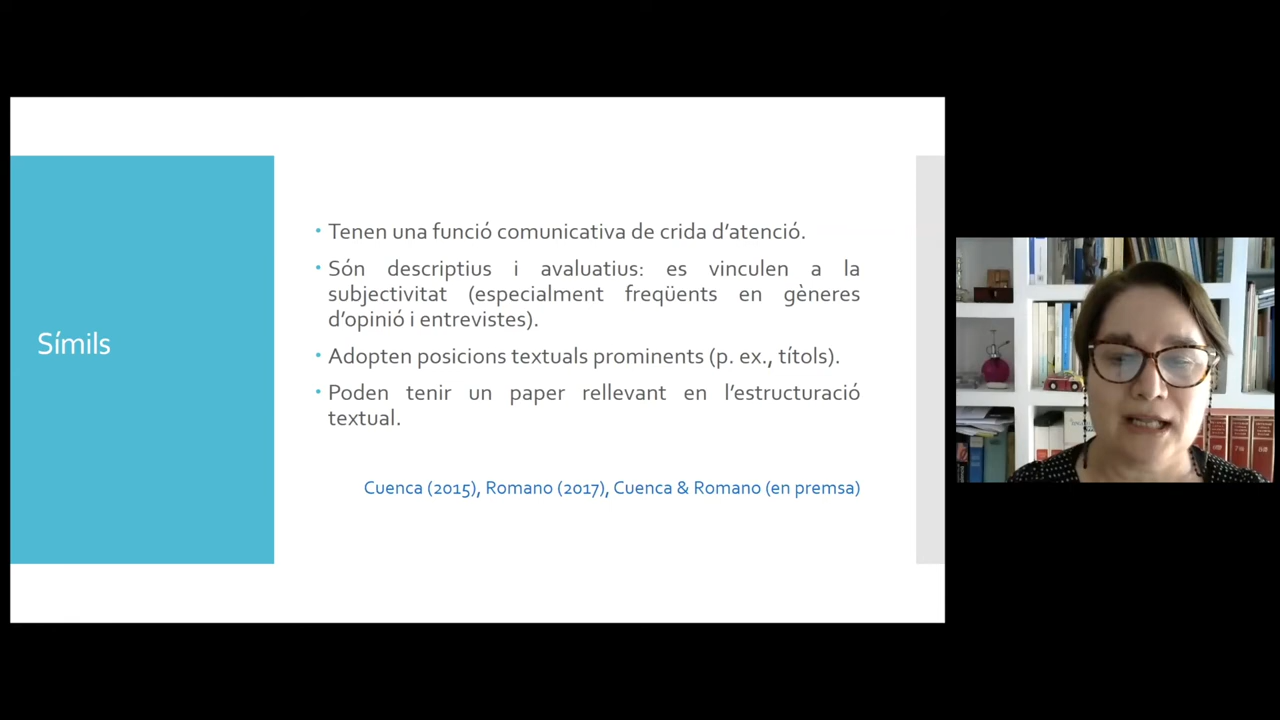 Símils
• Tenen una funció comunicativa de crida d’atenció.
• Són descriptius i avaluatius: es vinculen a la
subjectivitat (especialment freqüents en gèneres
d’opinió i entrevistes).
• Adopten posicions textuals prominents (p. ex., títols).
• Poden tenir un paper rellevant en l’estructuració
textual.
Cuenca (2015), Romano (2017), Cuenca & Romano (en premsa)